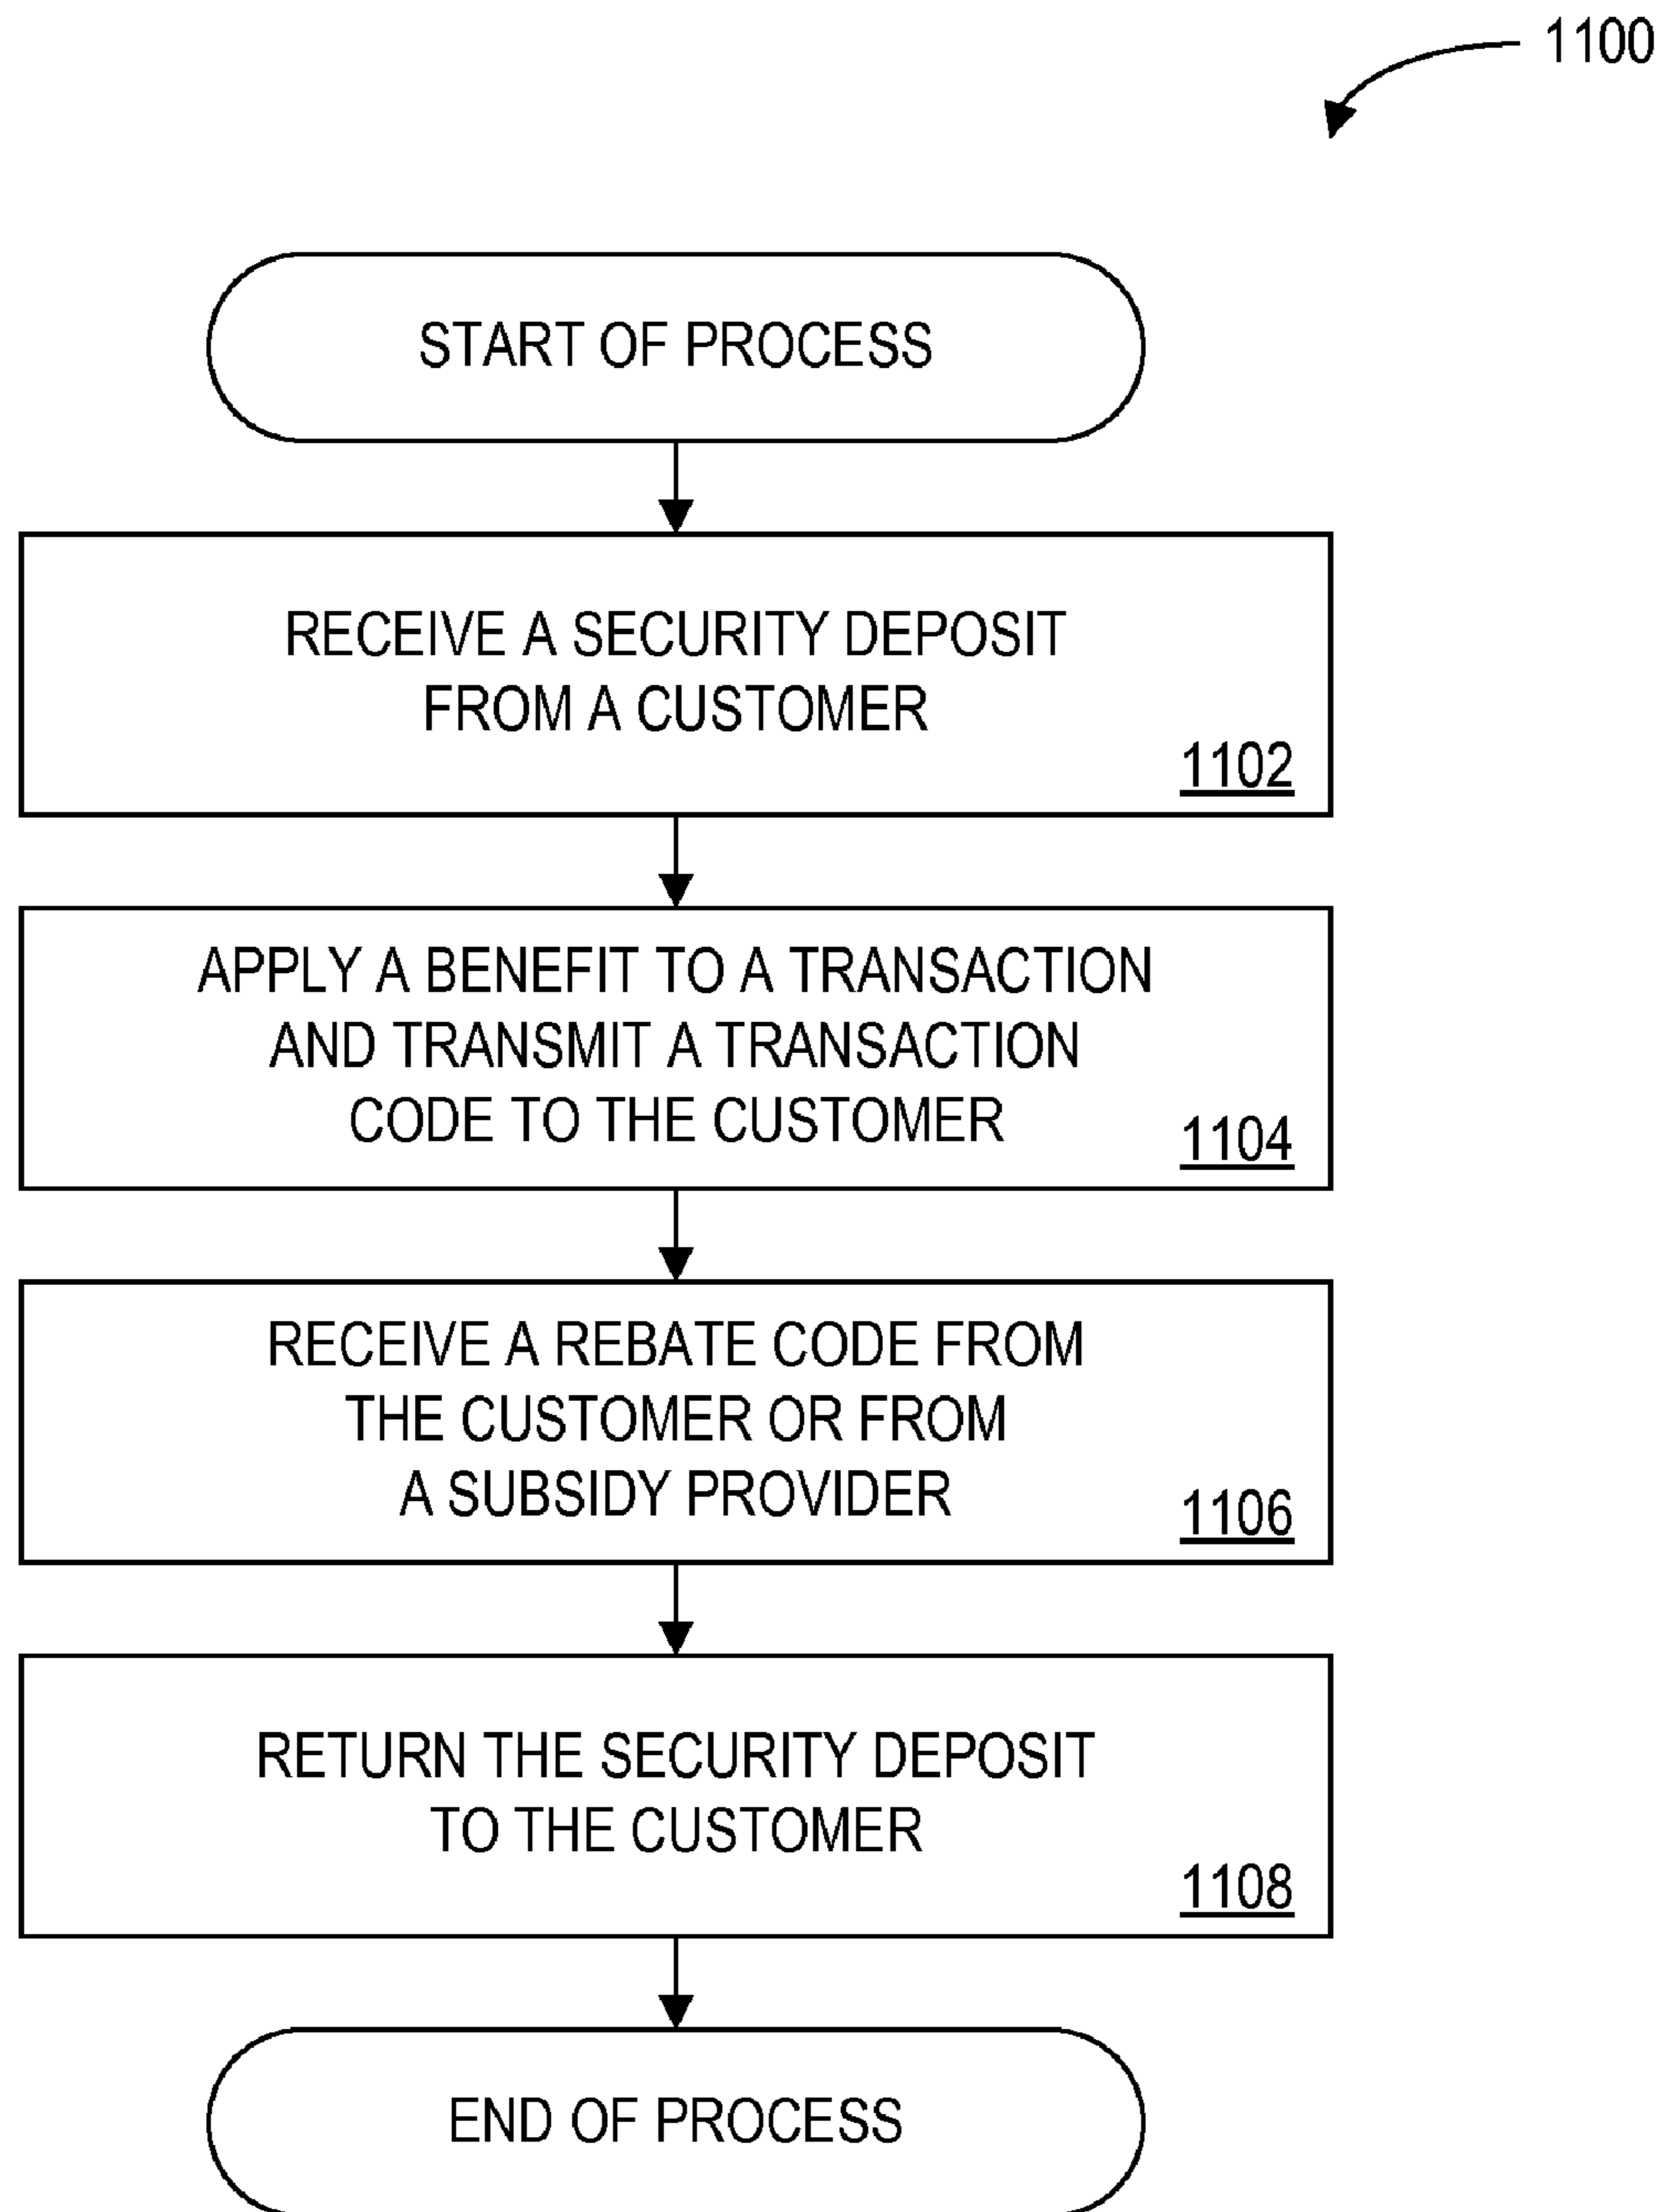 1100
START OF PROCESS
RECEIVE A SECURITY DEPOSIT
FROM A CUSTOMER
1102
APPLY A BENEFIT TO A TRANSACTION
AND TRANSMIT A TRANSACTION
CODE TO THE CUSTOMER
1104
RECEIVE A REBATE CODE FROM
THE CUSTOMER OR FROM
A SUBSIDY PROVIDER
1106
RETURN THE SECURITY DEPOSIT
TO THE CUSTOMER
1108
END OF PROCESS